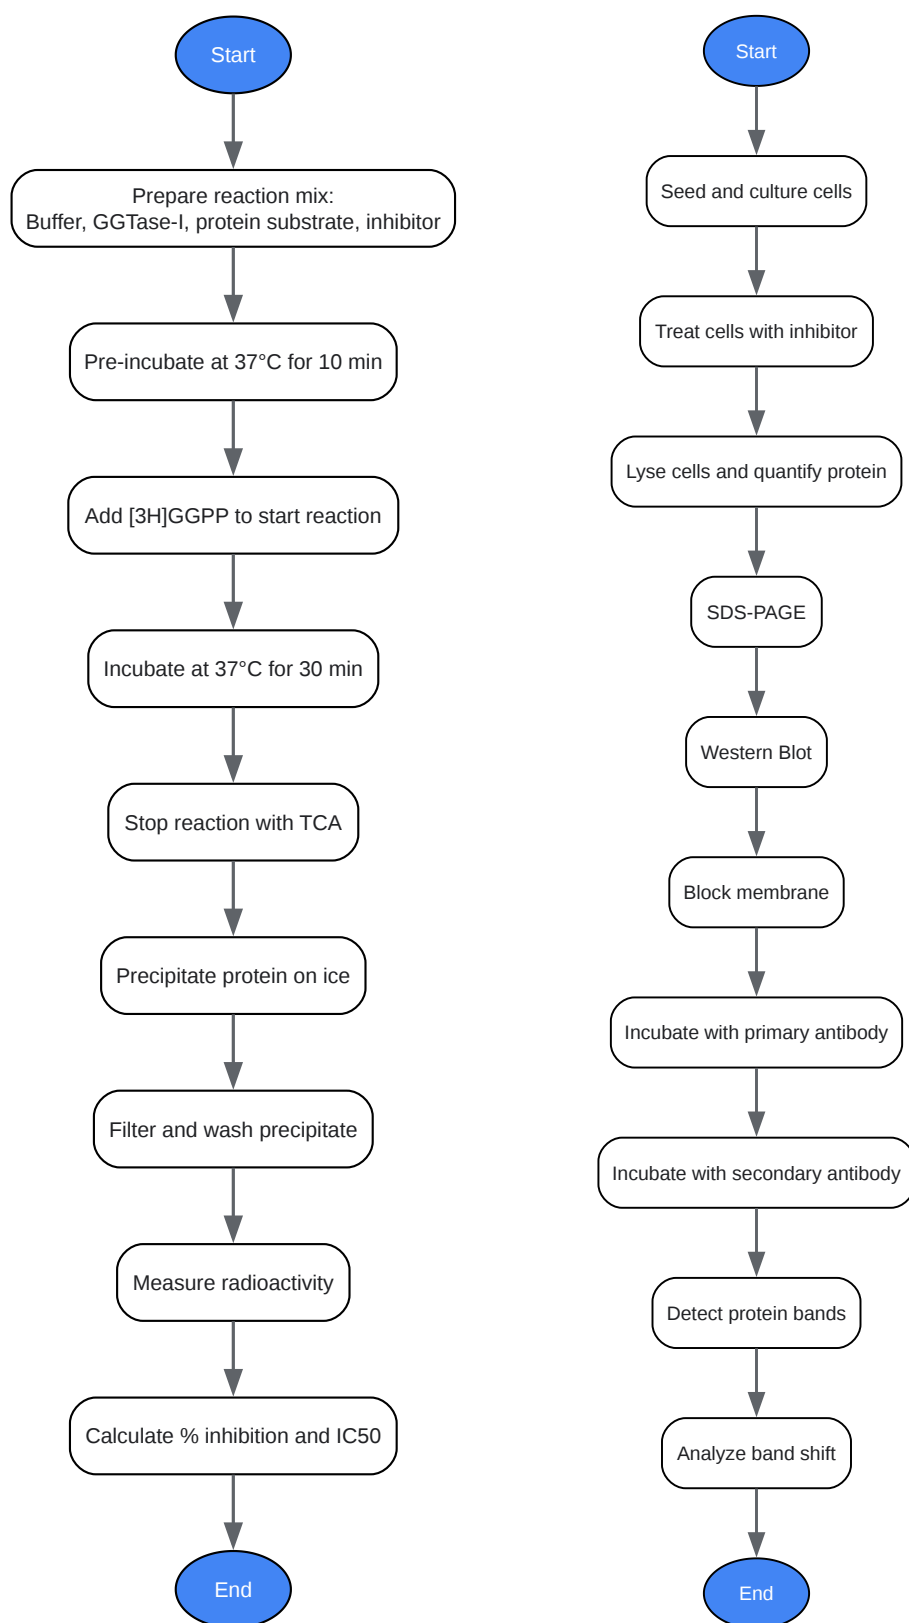 Start
Prepare reaction mix:
Buffer, GGTase-I, protein substrate, inhibitor
Pre-incubate at 37°C for 10 min
Add [3H]GGPP to start reaction
Incubate at 37°C for 30 min
Stop reaction with TCA
Precipitate protein on ice
Filter and wash precipitate
Measure radioactivity
Calculate % inhibition and IC50
End
Start
Seed and culture cells
Treat cells with inhibitor
Lyse cells and quantify protein
SDS-PAGE
Western Blot
Block membrane
Incubate with primary antibody
Incubate with secondary antibody
Detect protein bands
Analyze band shift
End